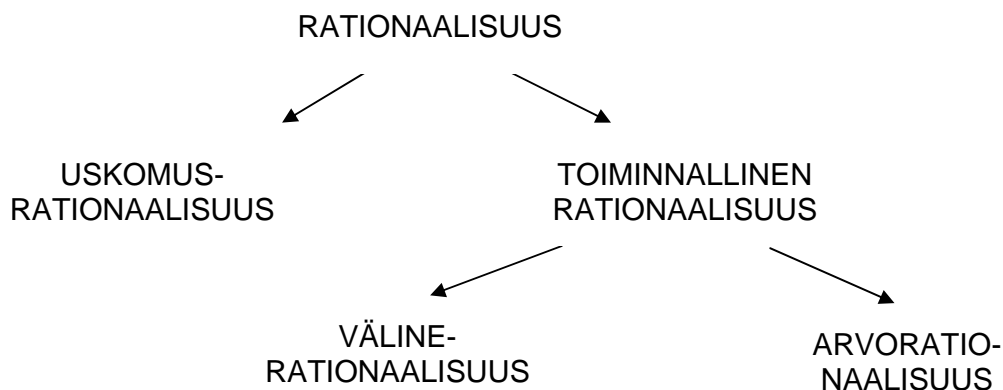 RATIONAALISUUS
USKOMUS-
RATIONAALISUUS
TOIMINNALLINEN
RATIONAALISUUS
VÄLINE-
RATIONAALISUUS
ARVORATIO-
NAALISUUS